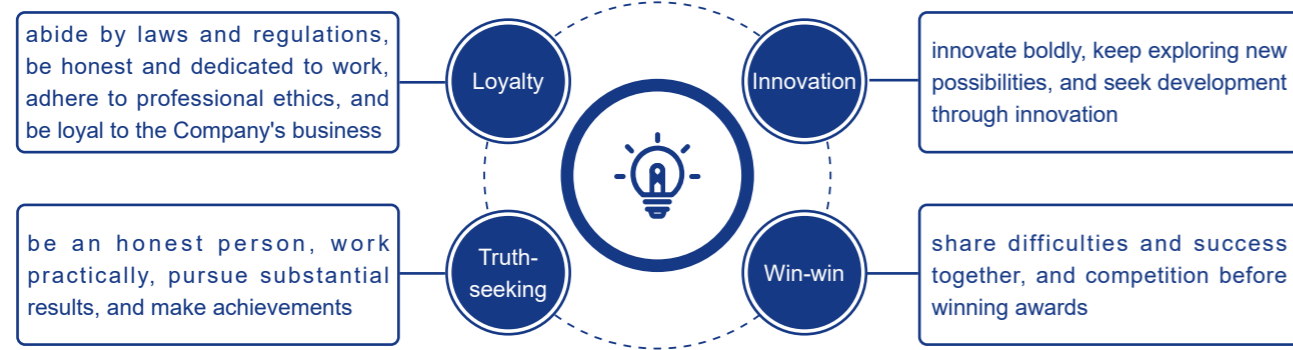 abide by laws and regulations,
be honest and dedicated to work,
adhere to professional ethics, and
be loyal to the Company's business
Loyalty
Innovation
innovate boldly, keep exploring new
possibilities, and seek development
through innovation
be an honest person, work
practically, pursue substantial
results, and make achievements
Truth-
seeking
Win-win
share difficulties and success
together, and competition before
winning awards